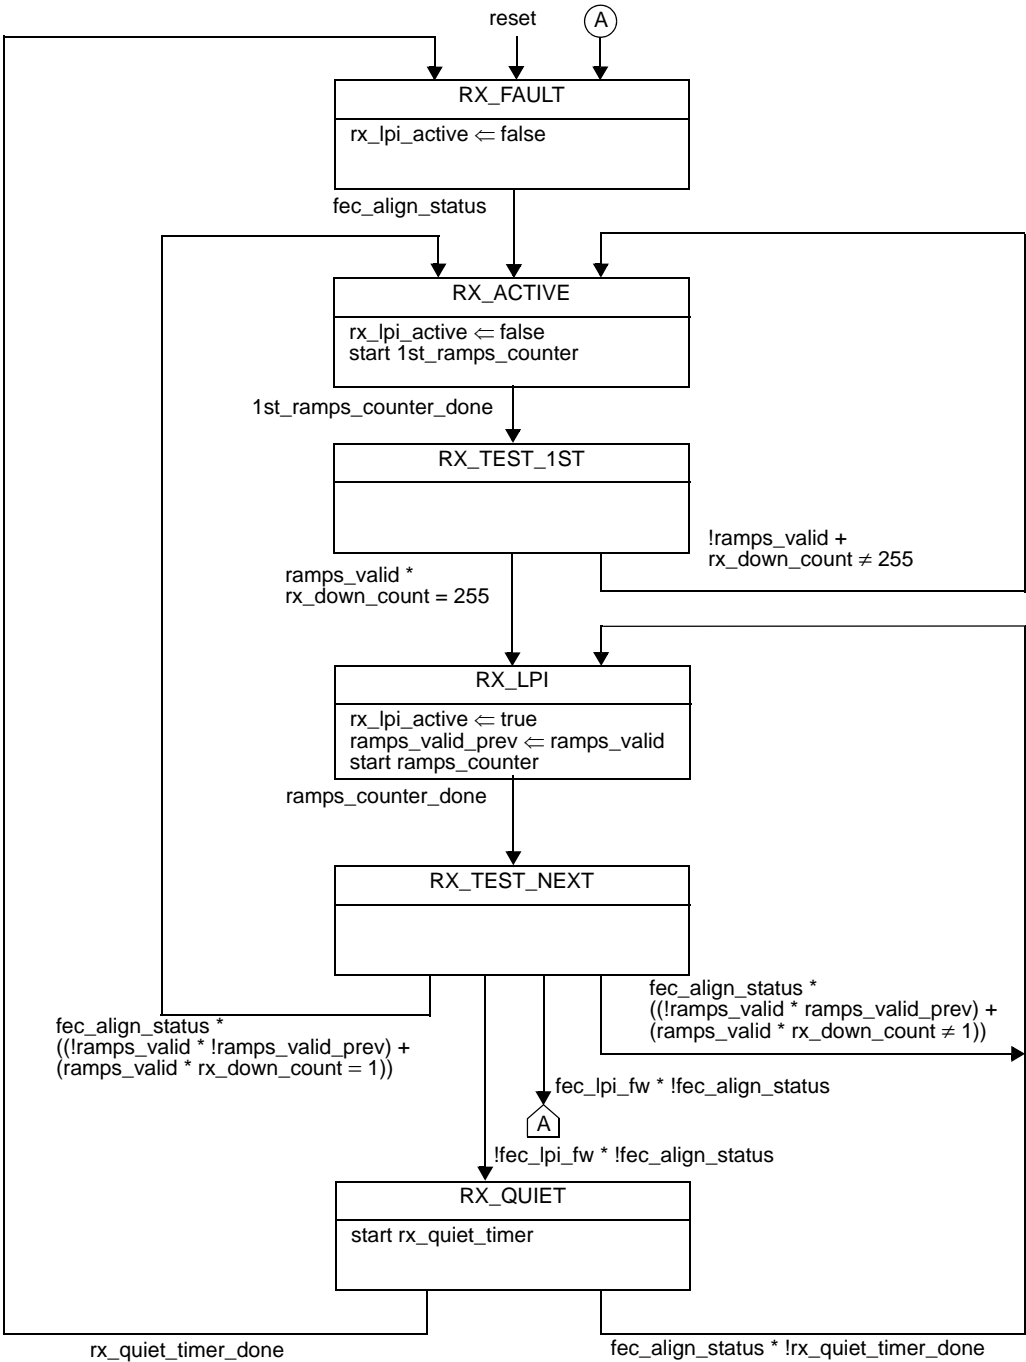 reset
A
RX_FAULT
rx_lpi_active ⇐ false
fec_align_status
RX_ACTIVE
rx_lpi_active ⇐ false
start 1st_ramps_counter
1st_ramps_counter_done
RX_TEST_1ST
!ramps_valid +
rx_down_count ≠ 255
ramps_valid *
rx_down_count = 255
RX_LPI
rx_lpi_active ⇐ true
ramps_valid_prev ⇐ ramps_valid
start ramps_counter
ramps_counter_done
RX_TEST_NEXT
fec_align_status *
((!ramps_valid * ramps_valid_prev) +
(ramps_valid * rx_down_count ≠ 1))
fec_align_status *
((!ramps_valid * !ramps_valid_prev) +
(ramps_valid * rx_down_count = 1))
fec_lpi_fw * !fec_align_status
A
!fec_lpi_fw * !fec_align_status
RX_QUIET
start rx_quiet_timer
rx_quiet_timer_done
fec_align_status * !rx_quiet_timer_done